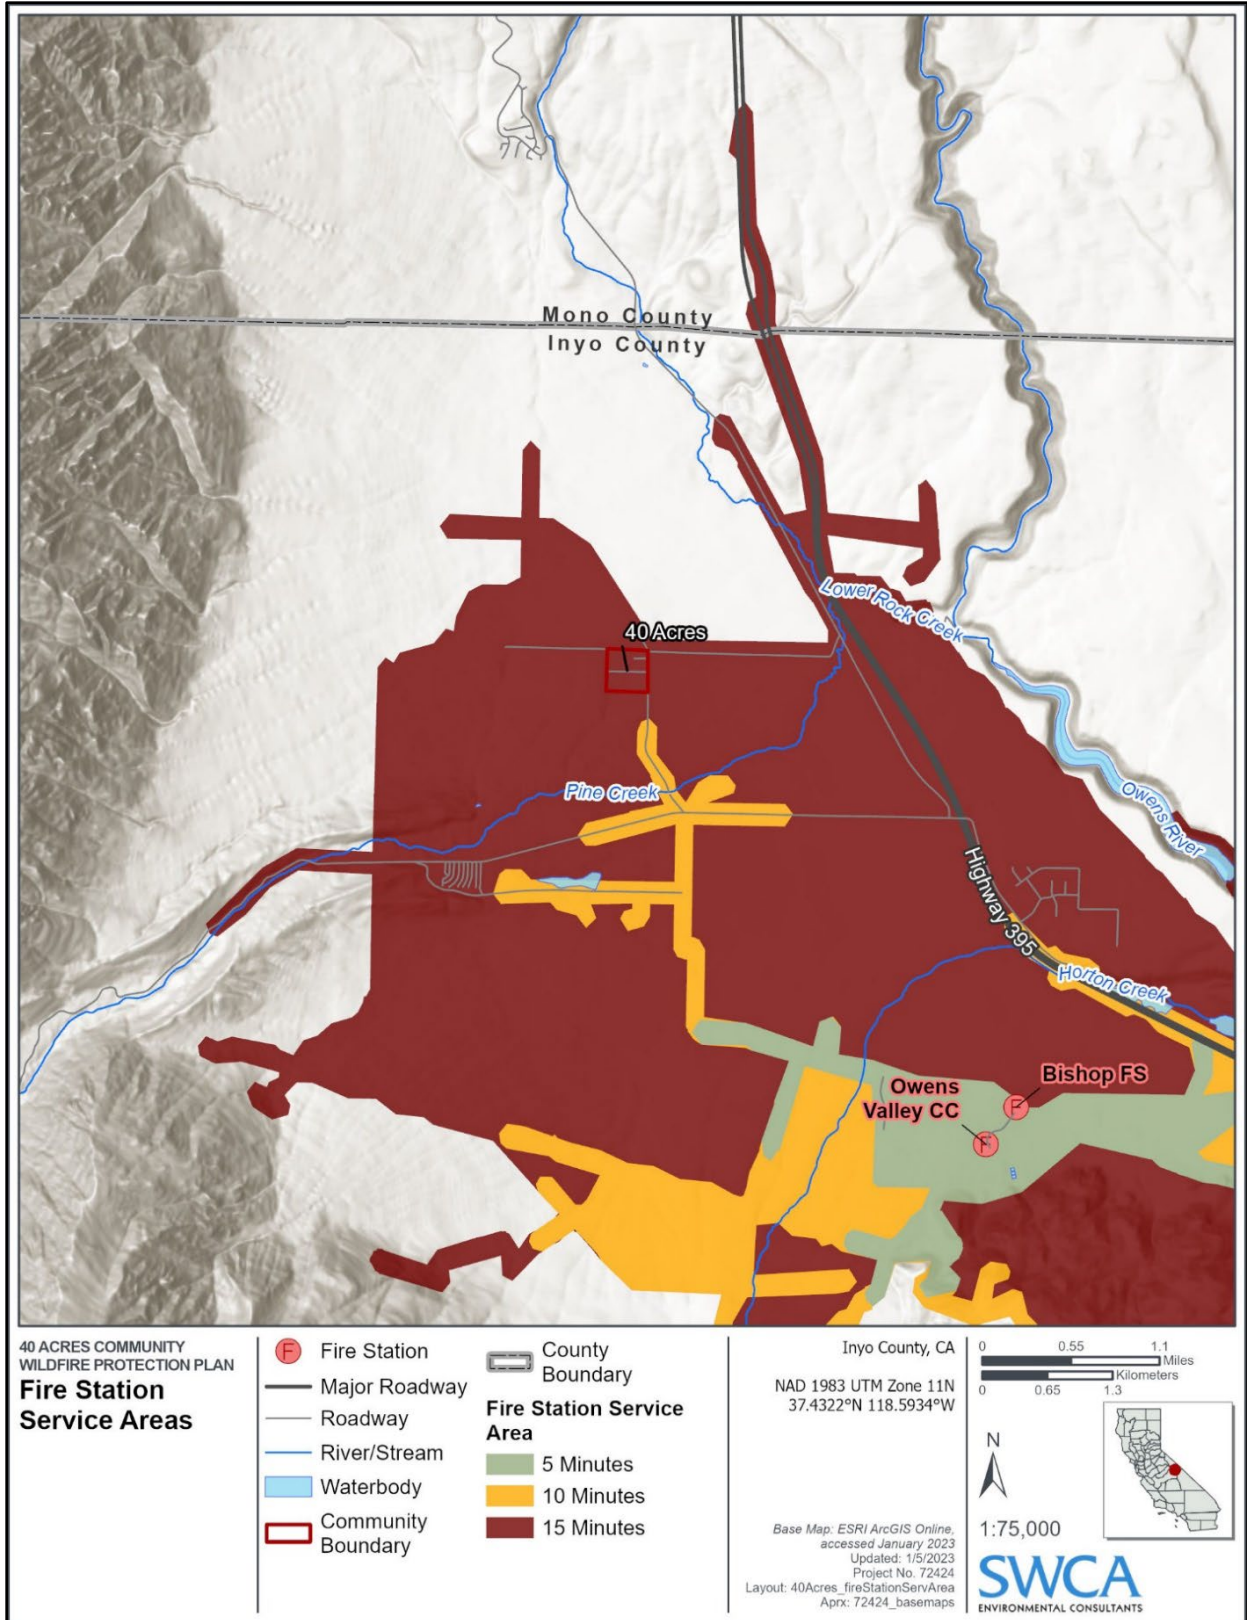 Mono County
Inyo County
Lower Rock Creek
40 Acres
Pine Creek
Owens River
Highway 395
Horton Creek
Bishop FS
Owens
Valley CC
F
F
40 ACRES COMMUNITY
WILDFIRE PROTECTION PLAN
Fire Station
Service Areas
F Fire Station
Major Roadway
Roadway
River/Stream
Waterbody
Community
Boundary
County
Boundary
Fire Station Service
Area
5 Minutes
10 Minutes
15 Minutes
Inyo County, CA
NAD 1983 UTM Zone 11N
37.4322°N 118.5934°W
Base Map: ESRI ArcGIS Online,
accessed January 2023
Updated: 1/5/2023
Project No. 72424
Layout: 40Acres_fireStationServArea
Aprx: 72424_basemaps
0 0.55 1.1
Miles
Kilometers
0 0.65 1.3
N
1:75,000
SWCA
ENVIRONMENTAL CONSULTANTS